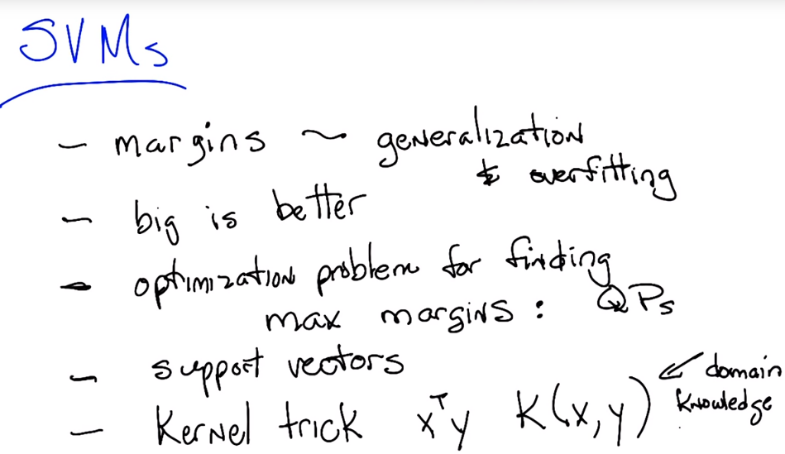 SVMs
- margins ~ generalization
& overfitting
- big is better
- optimization problem for finding
max margins: QPs
- support vectors
- Kernel trick xᵀy K(x,y) ↙ domain
knowledge